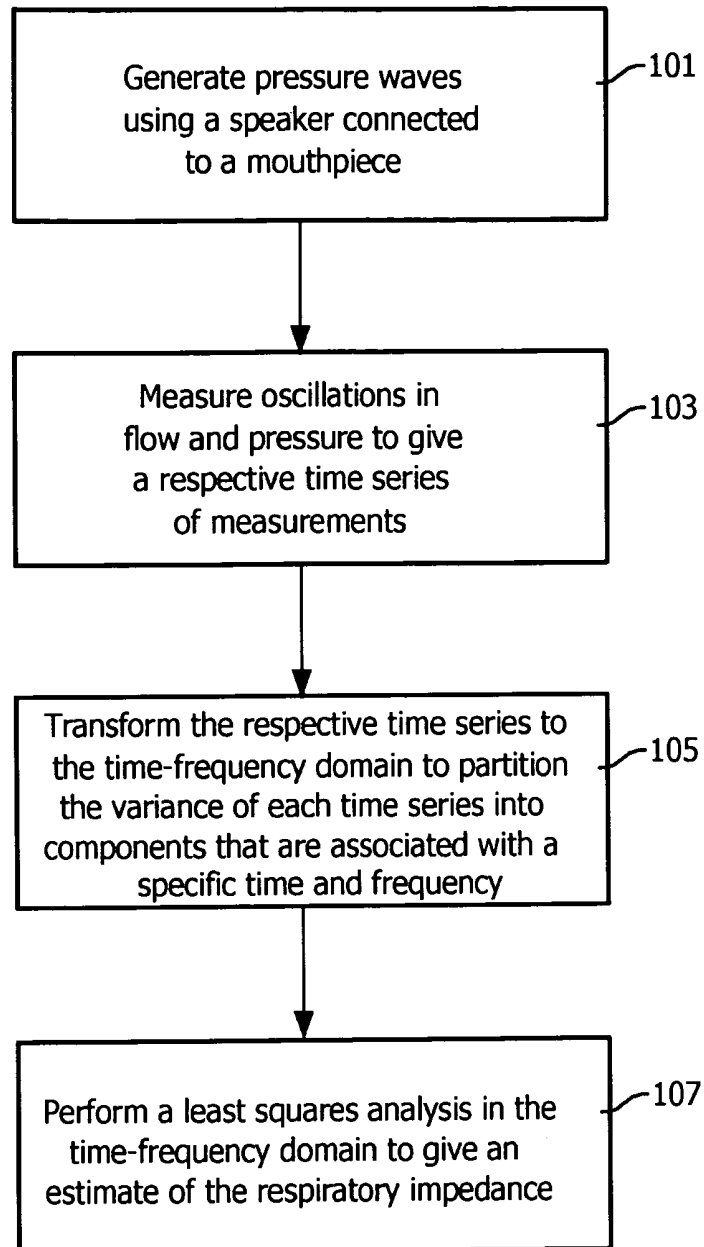 Generate pressure waves
using a speaker connected
to a mouthpiece
101
Measure oscillations in
flow and pressure to give
a respective time series
of measurements
103
Transform the respective time series to
the time-frequency domain to partition
the variance of each time series into
components that are associated with a
specific time and frequency
105
Perform a least squares analysis in the
time-frequency domain to give an
estimate of the respiratory impedance
107